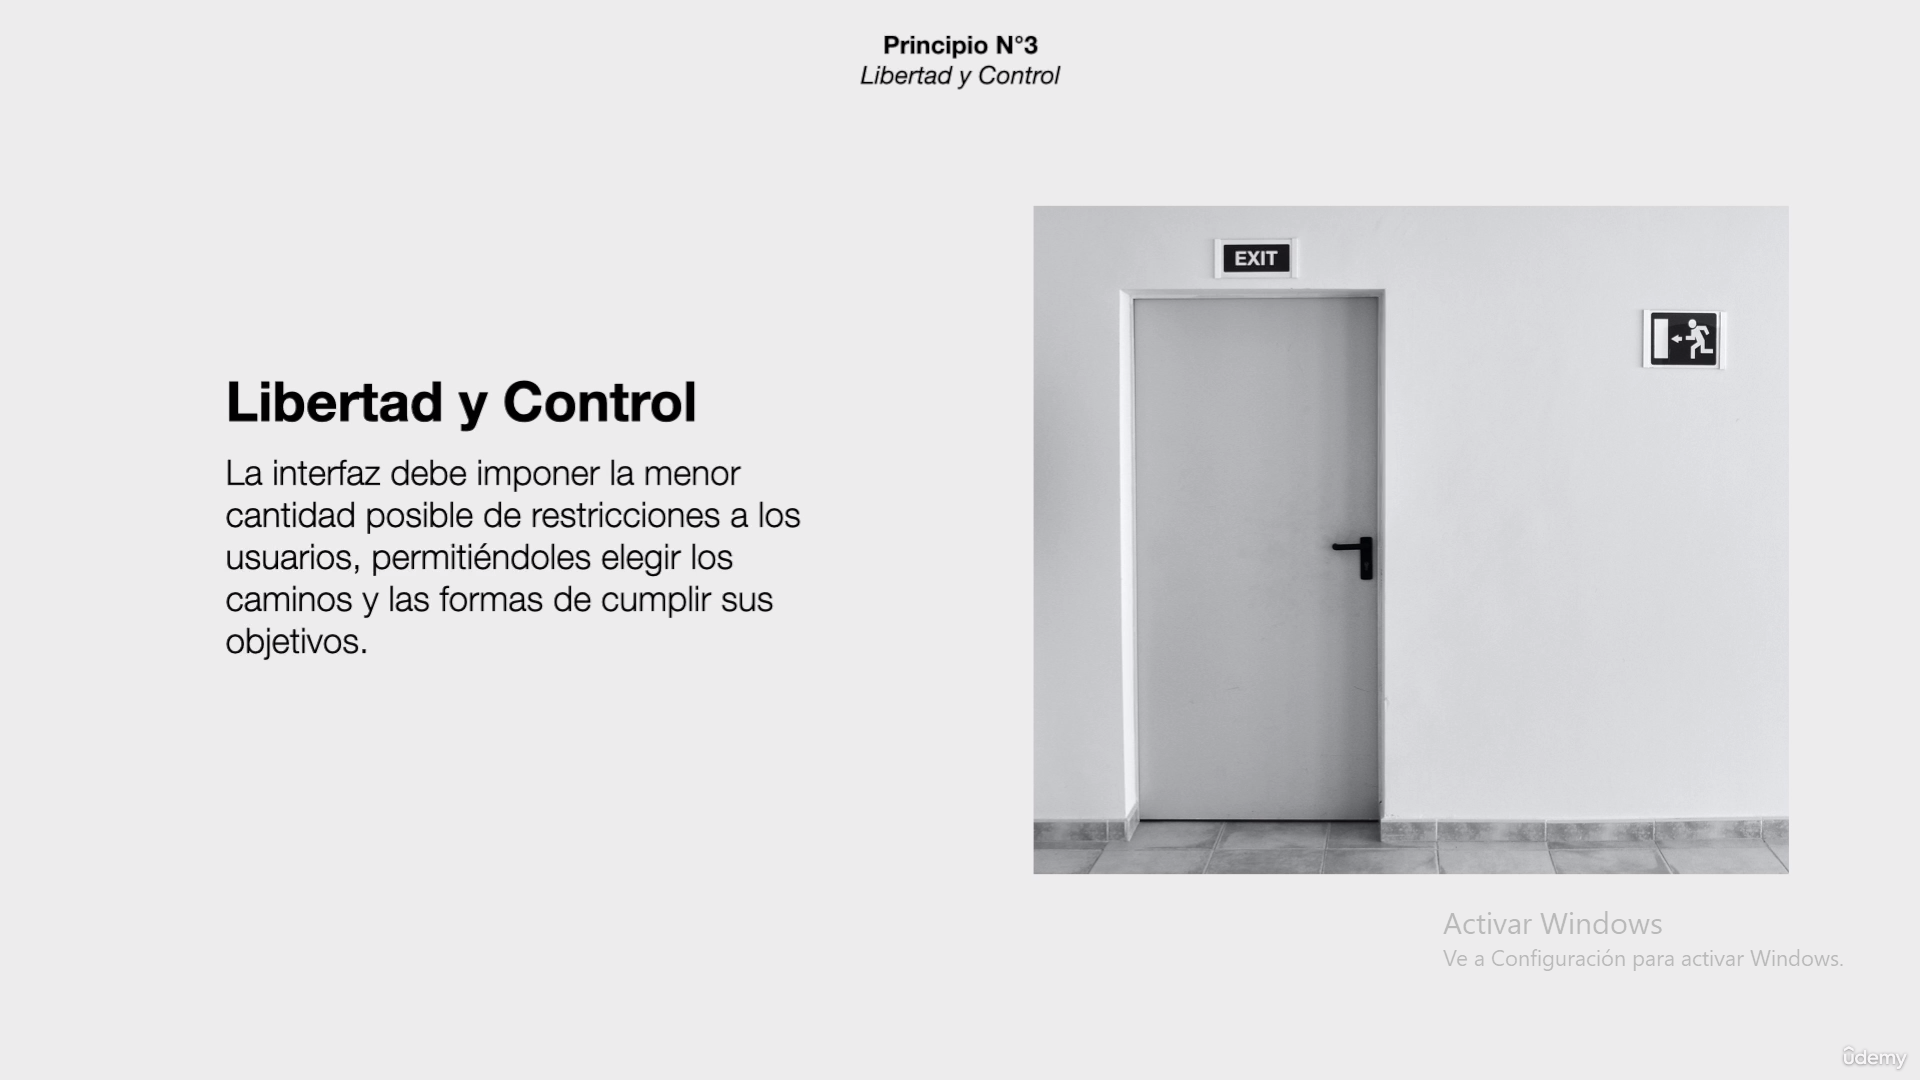 Principio N°3
Libertad y Control
EXIT
Libertad y Control
La interfaz debe imponer la menor
cantidad posible de restricciones a los
usuarios, permitiéndoles elegir los
caminos y las formas de cumplir sus
objetivos.
Activar Windows
Ve a Configuración para activar Windows.
ûdemy